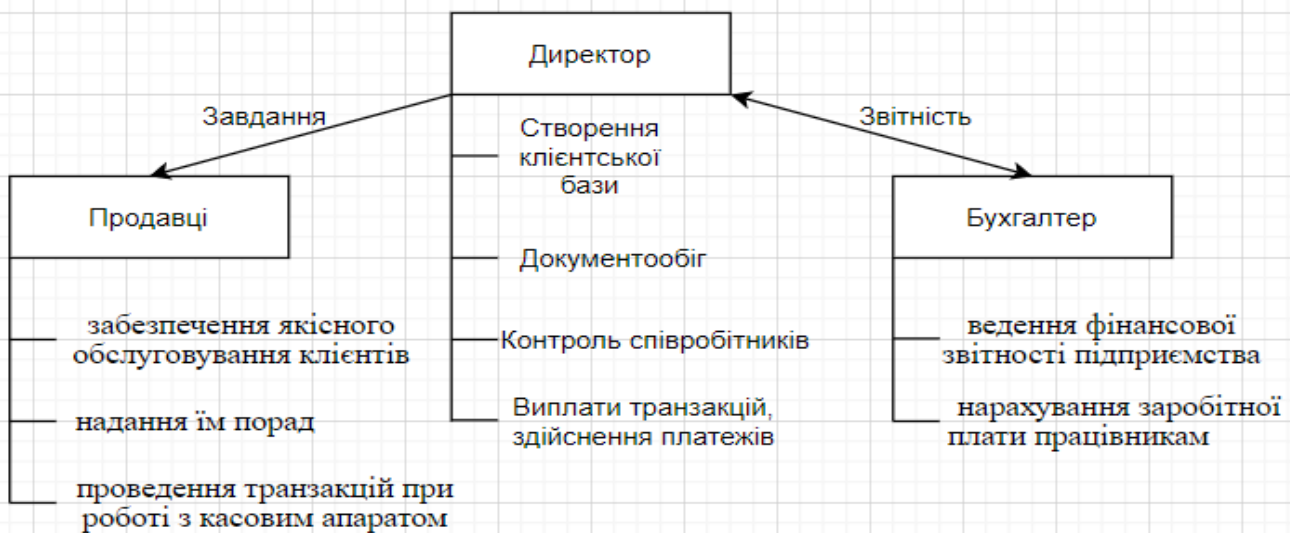 Директор
Завдання
Звітність
Створення
клієнтської
бази
Продавці
Бухгалтер
Документообіг
забезпечення якісного
обслуговування клієнтів
Контроль співробітників
ведення фінансової
звітності підприємства
надання їм порад
Виплати транзакцій,
здійснення платежів
нарахування заробітної
плати працівникам
проведення транзакцій при
роботі з касовим апаратом